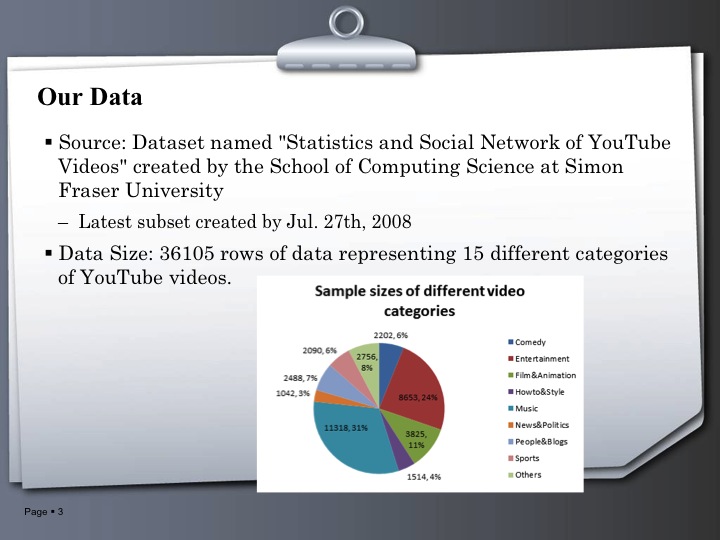 Our Data
▪ Source: Dataset named "Statistics and Social Network of YouTube
Videos" created by the School of Computing Science at Simon
Fraser University
– Latest subset created by Jul. 27th, 2008
▪ Data Size: 36105 rows of data representing 15 different categories
of YouTube videos.
Sample sizes of different video
categories
2202, 6%
8653, 24%
3825,
11%
1514, 4%
11318, 31%
1042, 3%
2488, 7%
2090, 6%
2756,
8%
Comedy
Entertainment
Film&Animation
Howto&Style
Music
News&Politics
People&Blogs
Sports
Others
Page ▪ 3